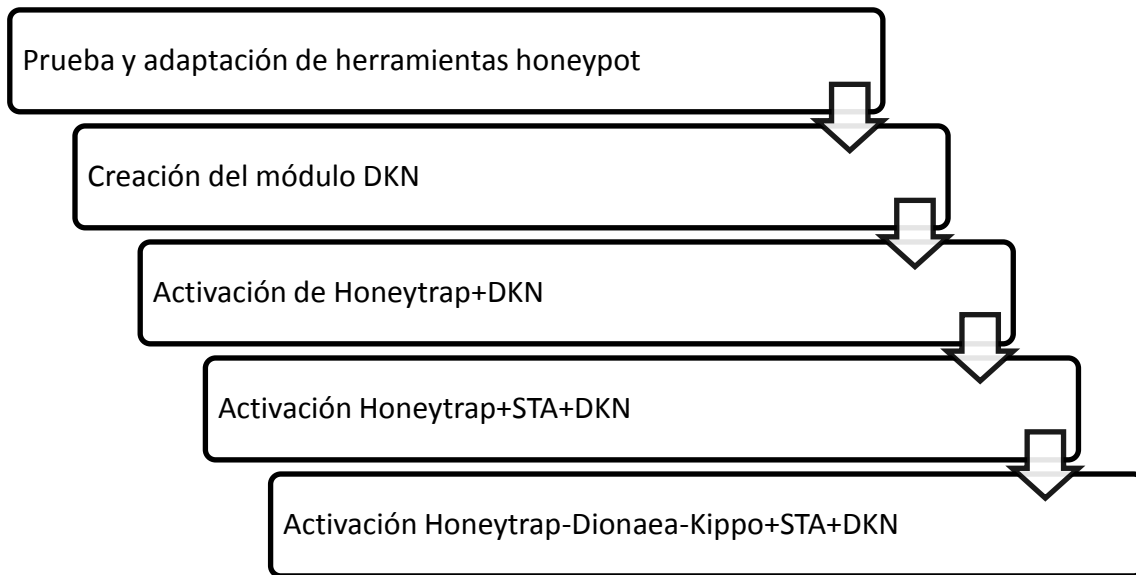 Prueba y adaptación de herramientas honeypot
Creación del módulo DKN
Activación de Honeytrap+DKN
Activación Honeytrap+STA+DKN
Activación Honeytrap-Dionaea-Kippo+STA+DKN